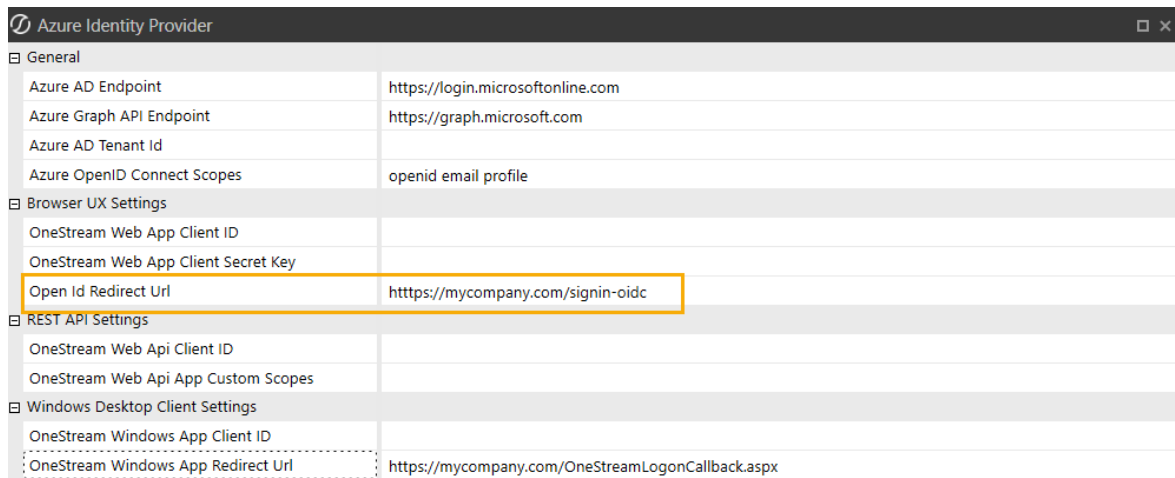 Azure Identity Provider
General
Azure AD Endpoint https://login.microsoftonline.com
Azure Graph API Endpoint https://graph.microsoft.com
Azure AD Tenant Id
Azure OpenID Connect Scopes openid email profile
Browser UX Settings
OneStream Web App Client ID
OneStream Web App Client Secret Key
Open Id Redirect Url htttps://mycompany.com/signin-oidc
REST API Settings
OneStream Web Api Client ID
OneStream Web Api App Custom Scopes
Windows Desktop Client Settings
OneStream Windows App Client ID
OneStream Windows App Redirect Url https://mycompany.com/OneStreamLogonCallback.aspx